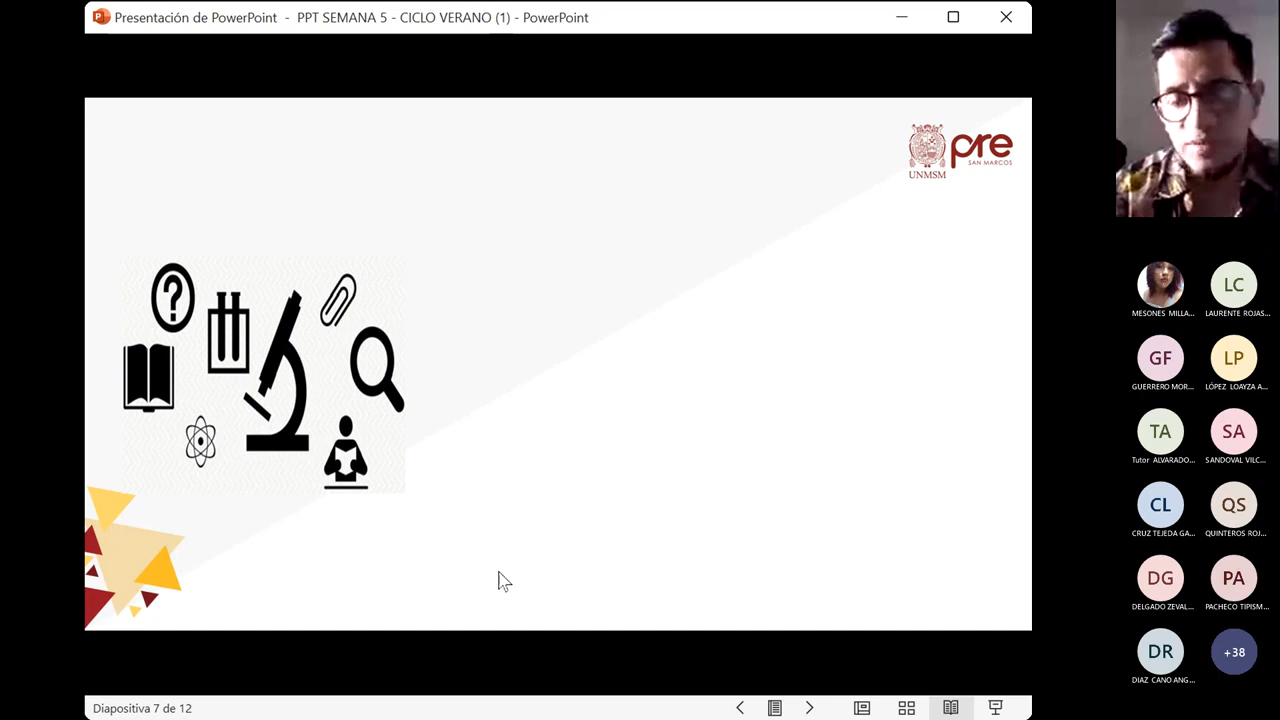 Presentación de PowerPoint - PPT SEMANA 5 - CICLO VERANO (1) - PowerPoint
UNMSM
pre
SAN MARCOS
?
MESONES MILLA...
LC
LAURENTE ROJAS...
GF
GUERRERO MOR...
LP
LÓPEZ LOAYZA A...
TA
Tutor ALVARADO...
SA
SANDOVAL VILC...
CL
CRUZ TEJEDA GA...
QS
QUINTEROS ROJ...
DG
DELGADO ZEVAL...
PA
PACHECO TIPISM...
DR
DIAZ CANO ANG...
+38
Diapositiva 7 de 12